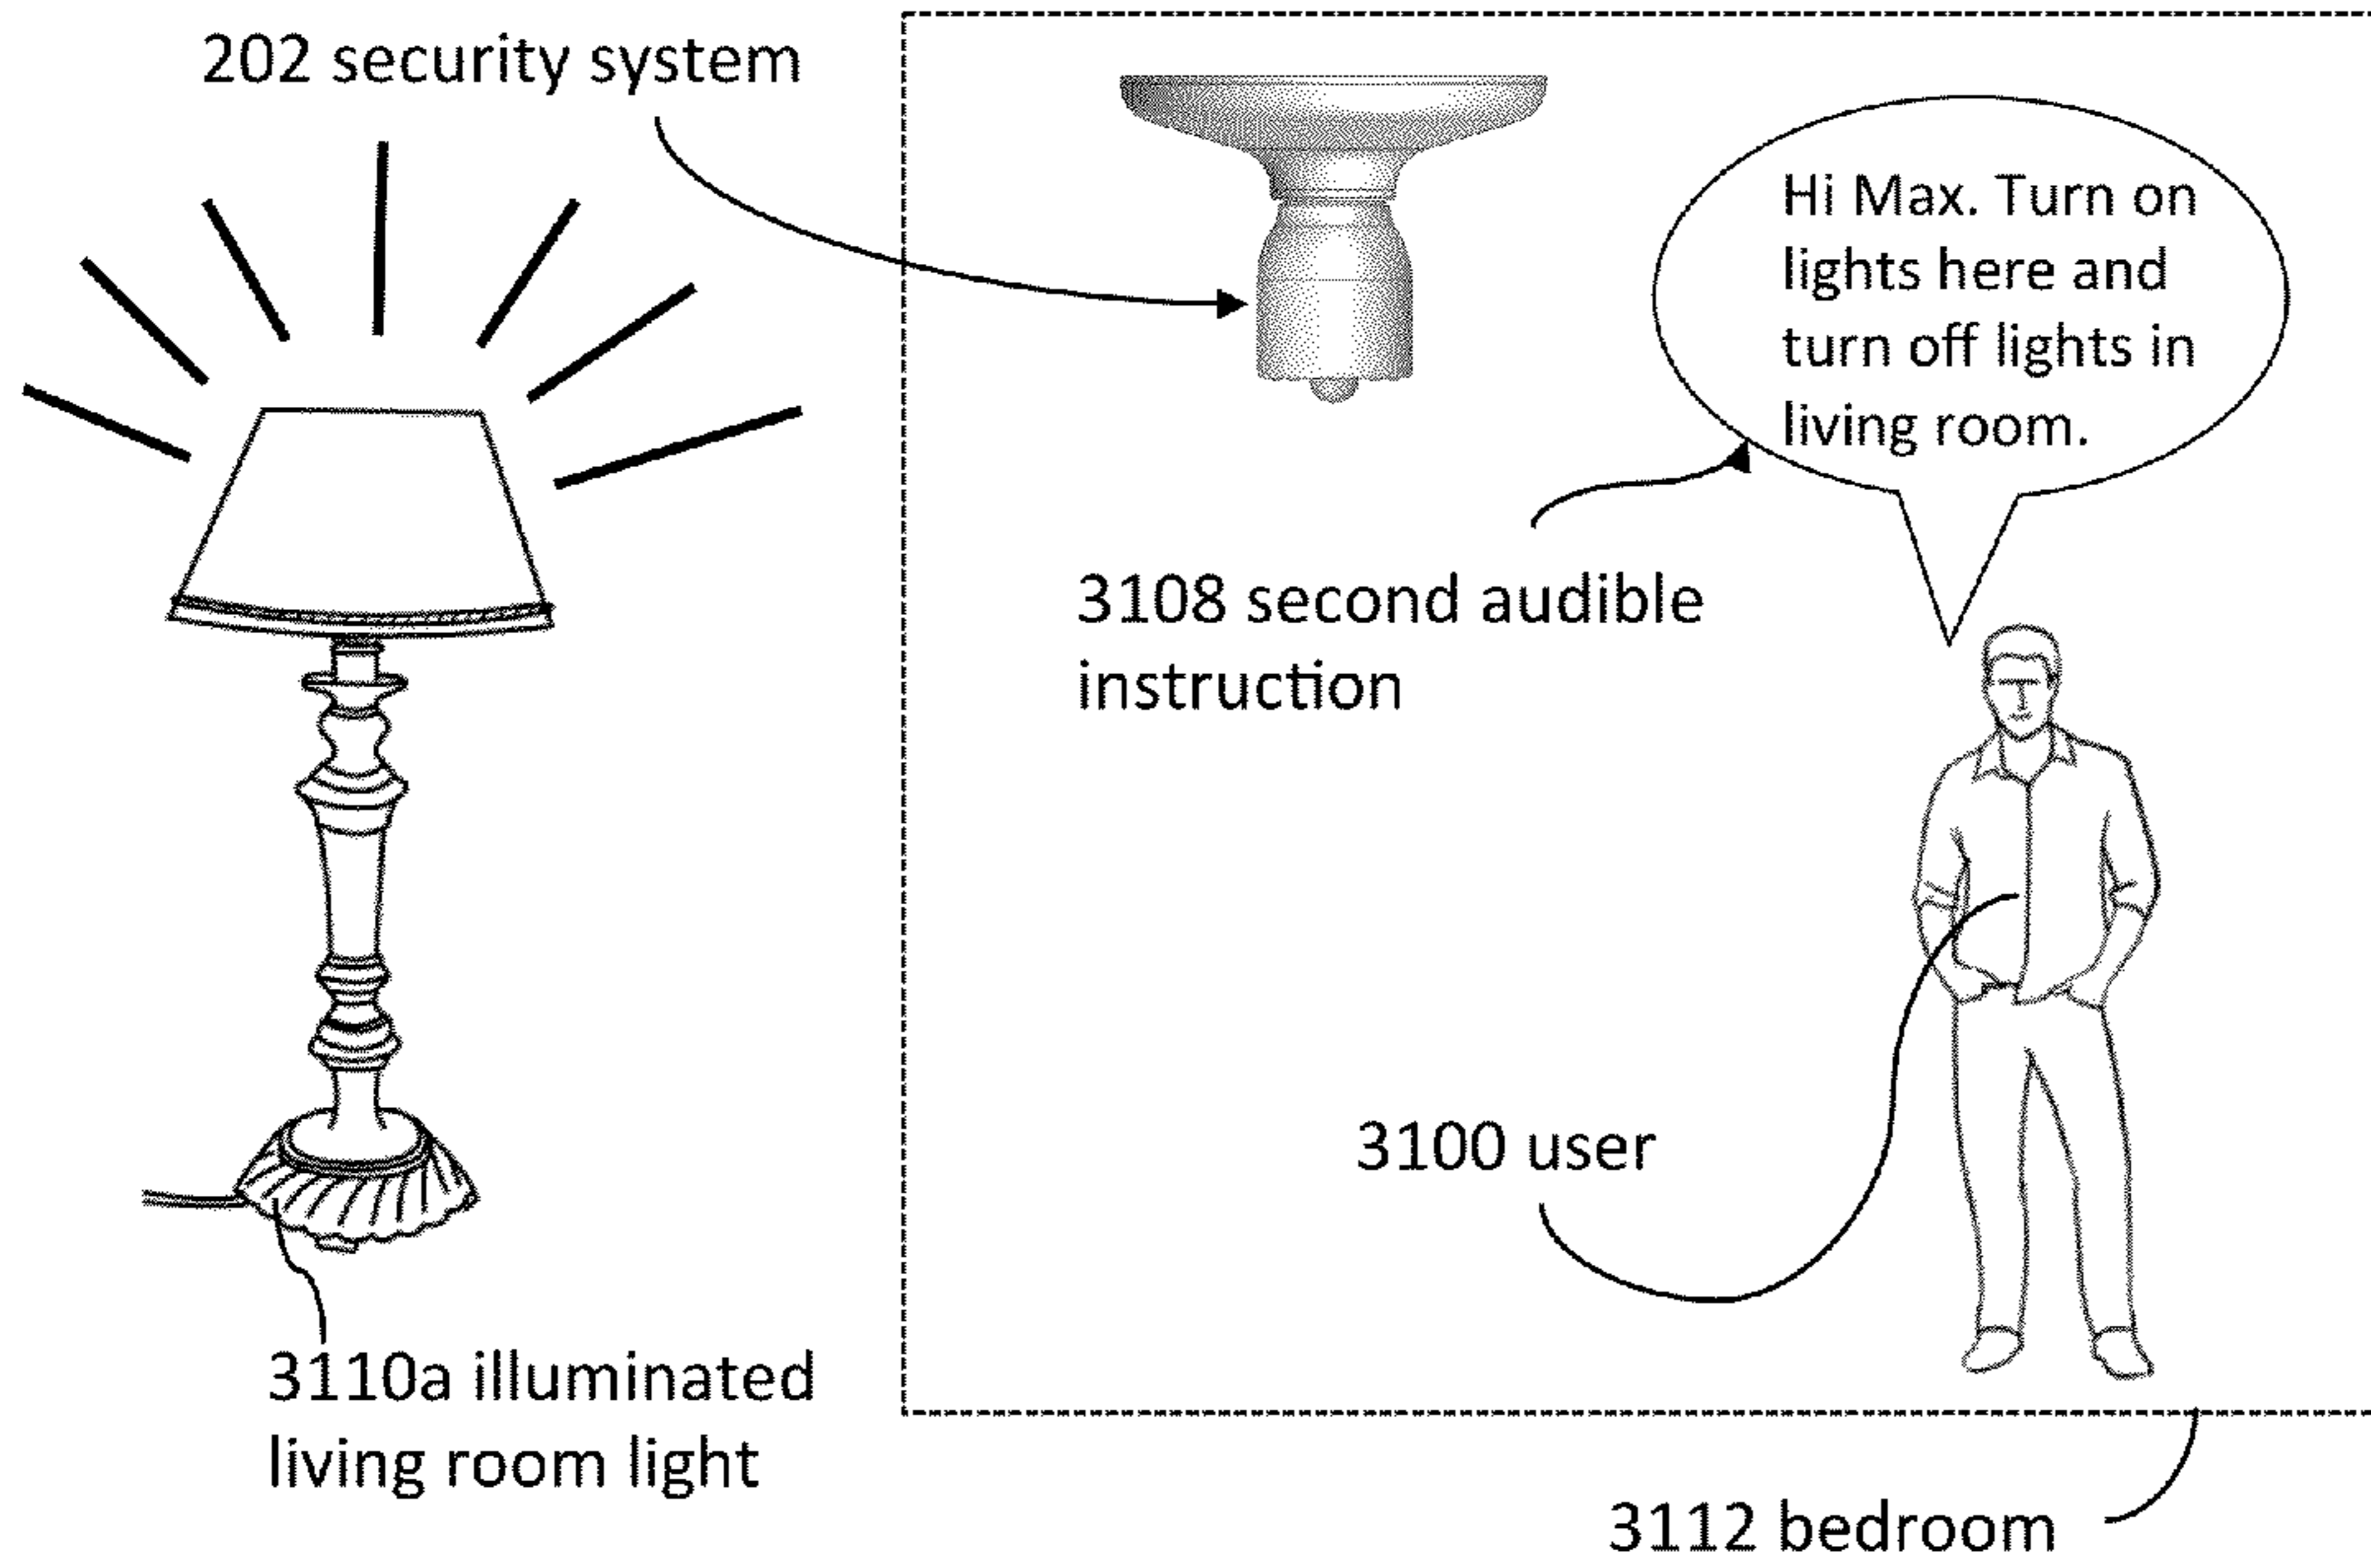 202 security system
Hi Max. Turn on
lights here and
turn off lights in
living room.
3108 second audible
instruction
3100 user
3110a illuminated
living room light
3112 bedroom